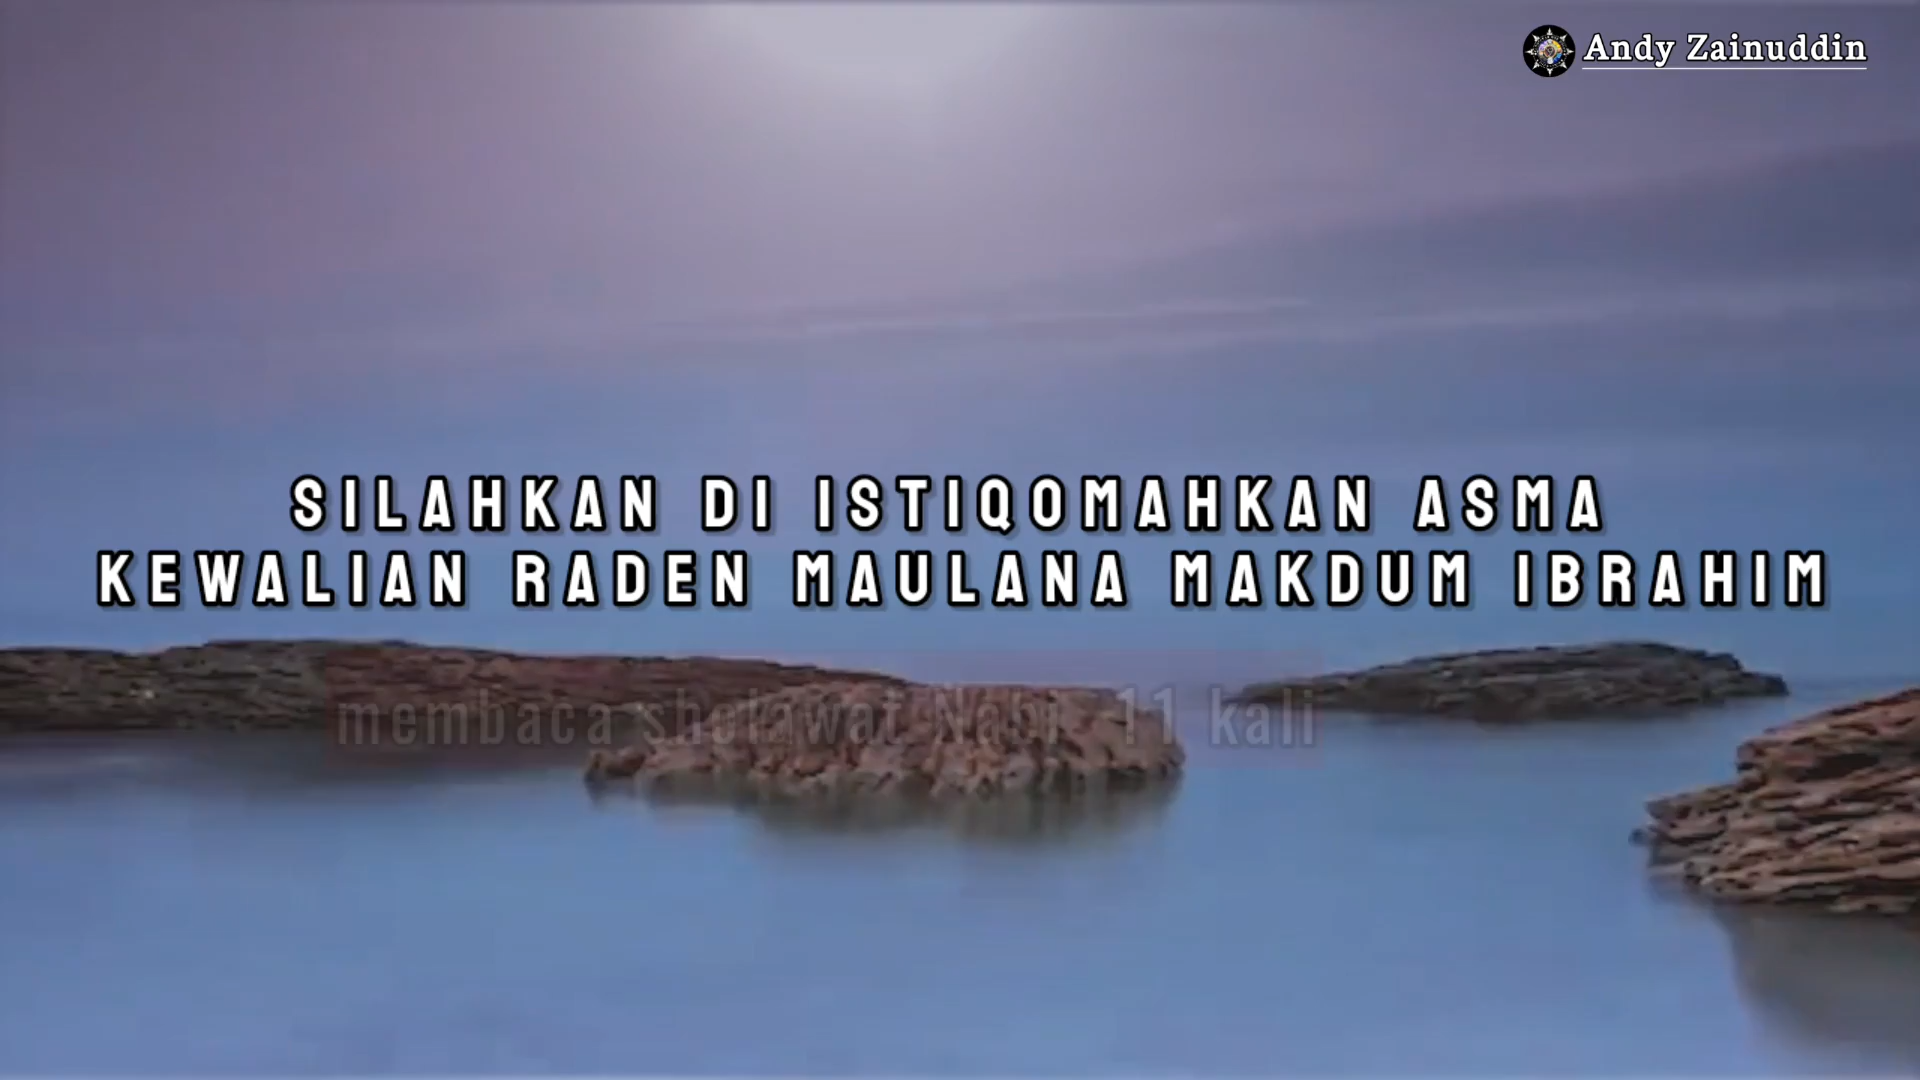 Andy Zainuddin
SILAHKAN DI ISTIQOMAHKAN ASMA
KEWALIAN RADEN MAULANA MAKDUM IBRAHIM
membaca sholawat Nabi 11 kali